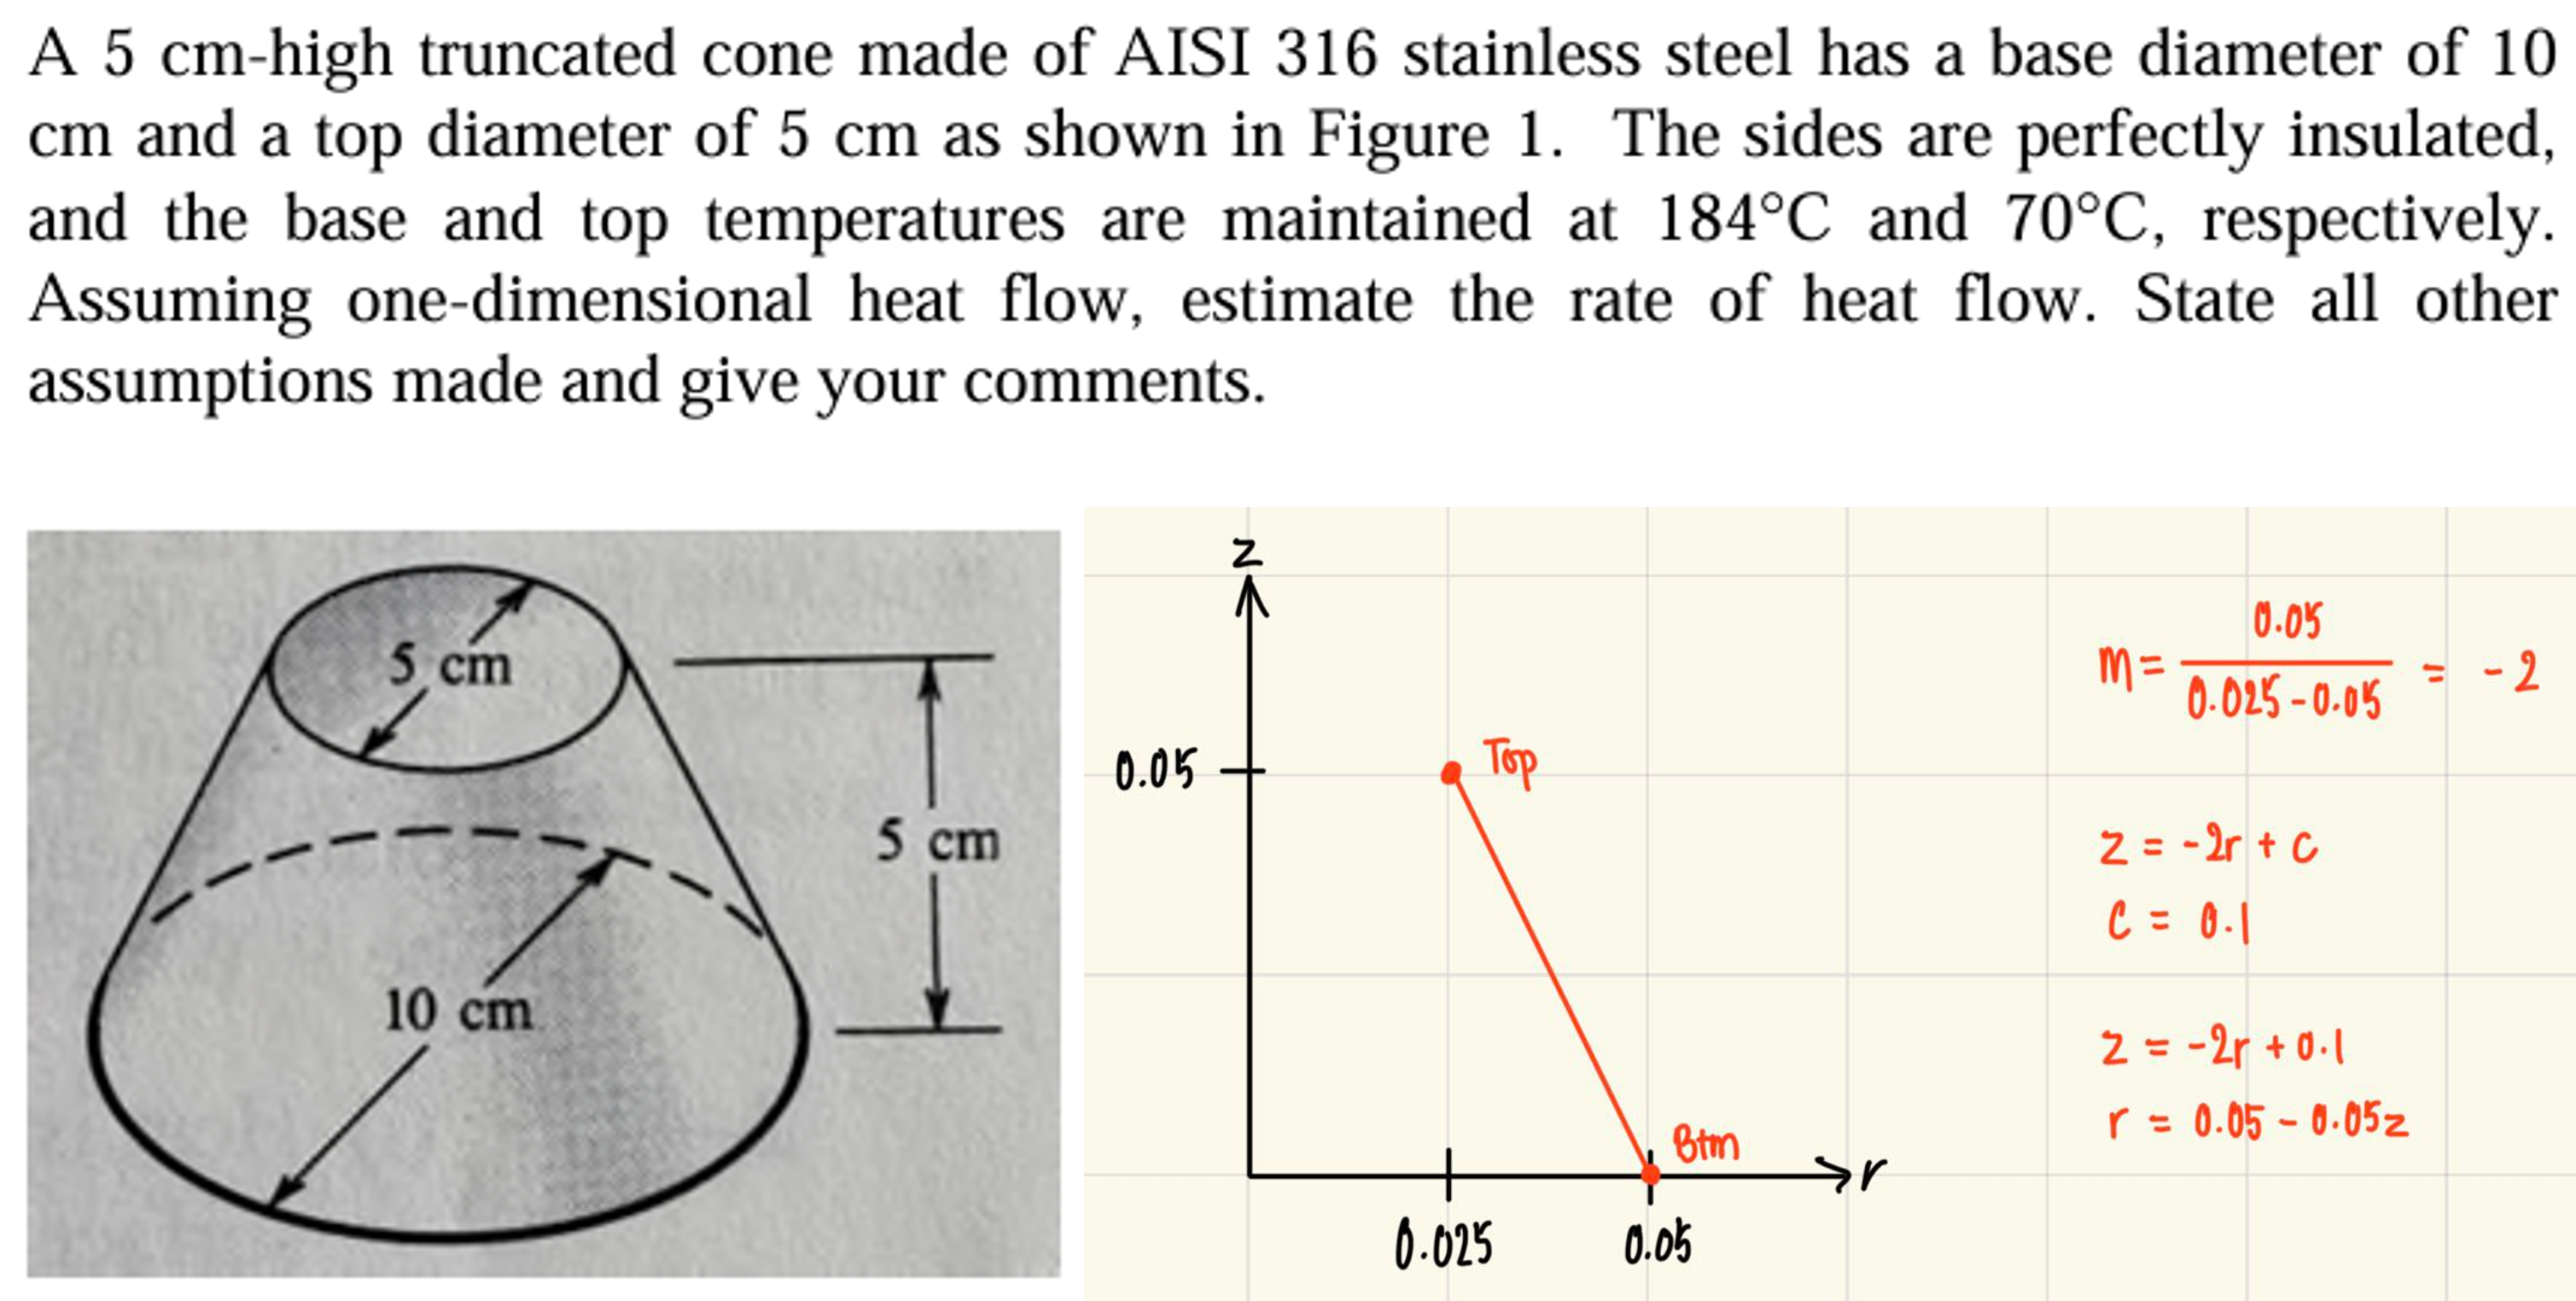 A 5 cm-high truncated cone made of AISI 316 stainless steel has a base diameter of 10
cm and a top diameter of 5 cm as shown in Figure 1. The sides are perfectly insulated,
and the base and top temperatures are maintained at 184°C and 70°C, respectively.
Assuming one-dimensional heat flow, estimate the rate of heat flow. State all other
assumptions made and give your comments.
5 cm
5 cm
10 cm
z
0.05
Top
Btm
r
0.025
0.05
m = 0.05 / 0.025 - 0.05 = -2
z = -2r + c
c = 0.1
z = -2r + 0.1
r = 0.05 - 0.05z